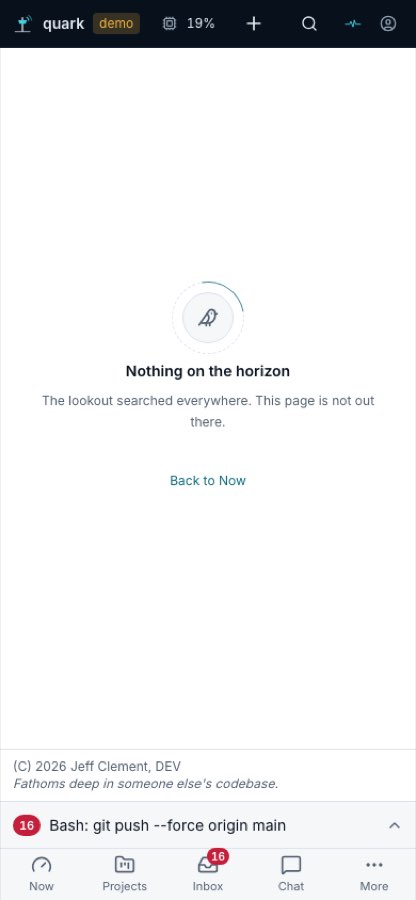 quark demo 19%
Nothing on the horizon
The lookout searched everywhere. This page is not out
there.
Back to Now
(C) 2026 Jeff Clement, DEV
Fathoms deep in someone else's codebase.
16 Bash: git push --force origin main
16
Now Projects Inbox Chat More